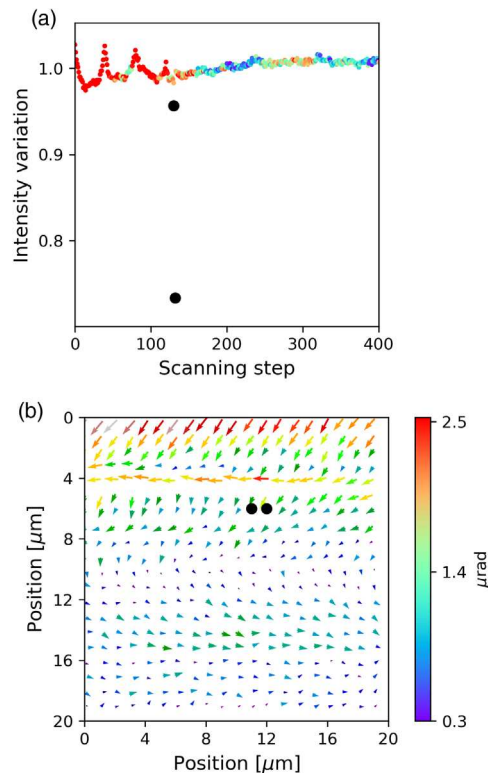 (a)
1.0
0.9
0.8
Intensity variation
0 100 200 300 400
Scanning step
(b)
0
4
8
12
16
20
Position [μm]
0 4 8 12 16 20
Position [μm]
2.5
1.4
0.3
μrad